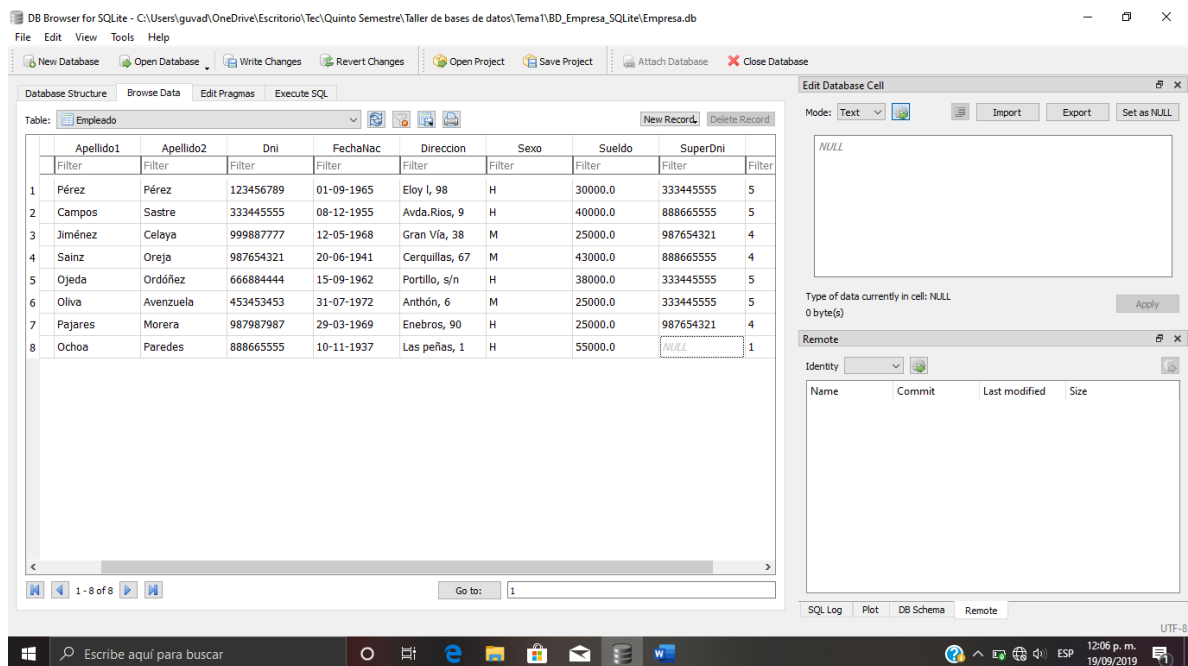 DB Browser for SQLite - C:\Users\guvad\OneDrive\Escritorio\Tec\Quinto Semestre\Taller de bases de datos\Tema1\BD_Empresa_SQLite\Empresa.db
File Edit View Tools Help
New Database Open Database Write Changes Revert Changes Open Project Save Project Attach Database Close Database
Database Structure Browse Data Edit Pragmas Execute SQL
Table: Empleado New Record Delete Record
Apellido1 Apellido2 Dni FechaNac Direccion Sexo Sueldo SuperDni
Filter Filter Filter Filter Filter Filter Filter Filter Filter
1 Pérez Pérez 123456789 01-09-1965 Eloy l, 98 H 30000.0 333445555 5
2 Campos Sastre 333445555 08-12-1955 Avda.Rios, 9 H 40000.0 888665555 5
3 Jiménez Celaya 999887777 12-05-1968 Gran Vía, 38 M 25000.0 987654321 4
4 Sainz Oreja 987654321 20-06-1941 Cerquillas, 67 M 43000.0 888665555 4
5 Ojeda Ordóñez 666884444 15-09-1962 Portillo, s/n H 38000.0 333445555 5
6 Oliva Avenzuela 453453453 31-07-1972 Anthón, 6 M 25000.0 333445555 5
7 Pajares Morera 987987987 29-03-1969 Enebros, 90 H 25000.0 987654321 4
8 Ochoa Paredes 888665555 10-11-1937 Las peñas, 1 H 55000.0 NULL 1
1 - 8 of 8 Go to: 1
Edit Database Cell
Mode: Text Import Export Set as NULL
NULL
Type of data currently in cell: NULL
0 byte(s)
Apply
Remote
Identity
Name Commit Last modified Size
SQL Log Plot DB Schema Remote
UTF-8
Escribe aquí para buscar
ESP
12:06 p. m.
19/09/2019